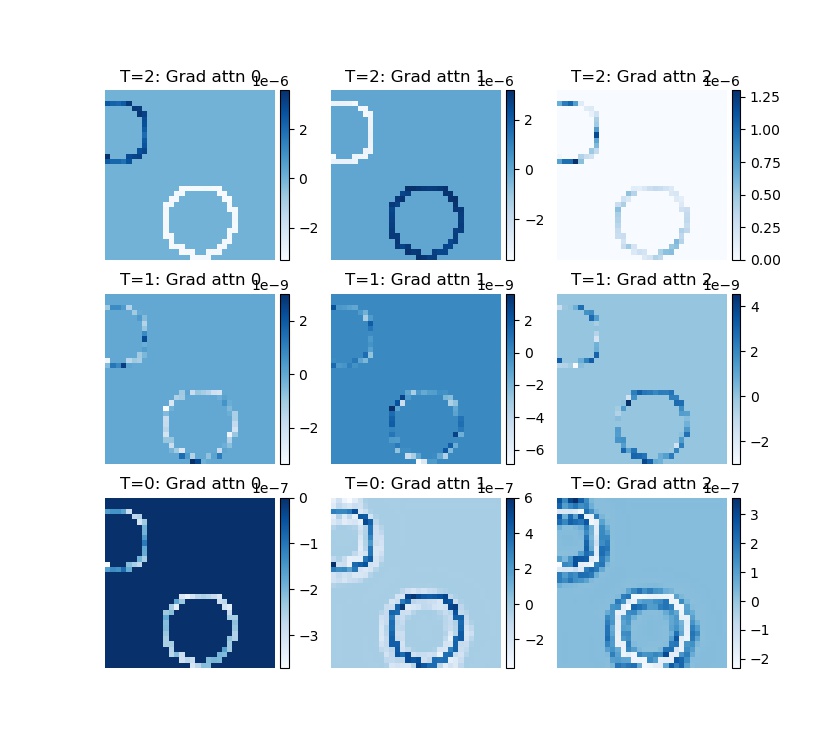 T=2: Grad attn 0
1e−6
2
0
−2
T=2: Grad attn 1
1e−6
2
0
−2
T=2: Grad attn 2
1e−6
1.25
1.00
0.75
0.50
0.25
0.00
T=1: Grad attn 0
1e−9
2
0
−2
T=1: Grad attn 1
1e−9
2
0
−2
−4
−6
T=1: Grad attn 2
1e−9
4
2
0
−2
T=0: Grad attn 0
1e−7
0
−1
−2
−3
T=0: Grad attn 1
1e−7
6
4
2
0
−2
T=0: Grad attn 2
1e−7
3
2
1
0
−1
−2